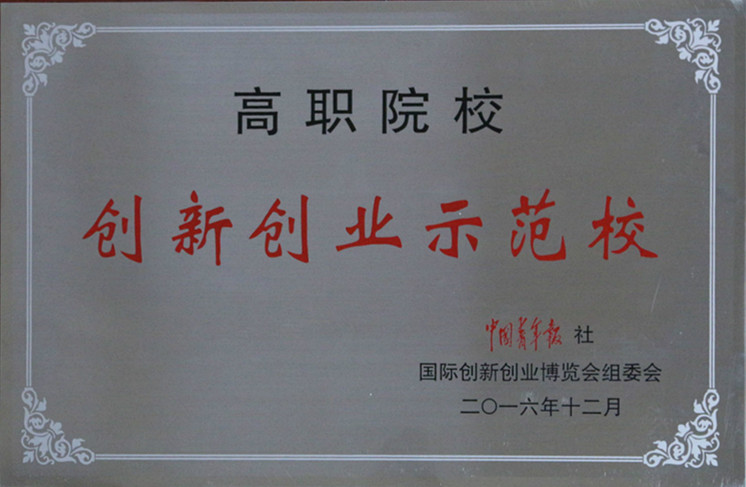 高职院校
创新创业示范校
中国青年报 社
国际创新创业博览会组委会
二〇一六年十二月